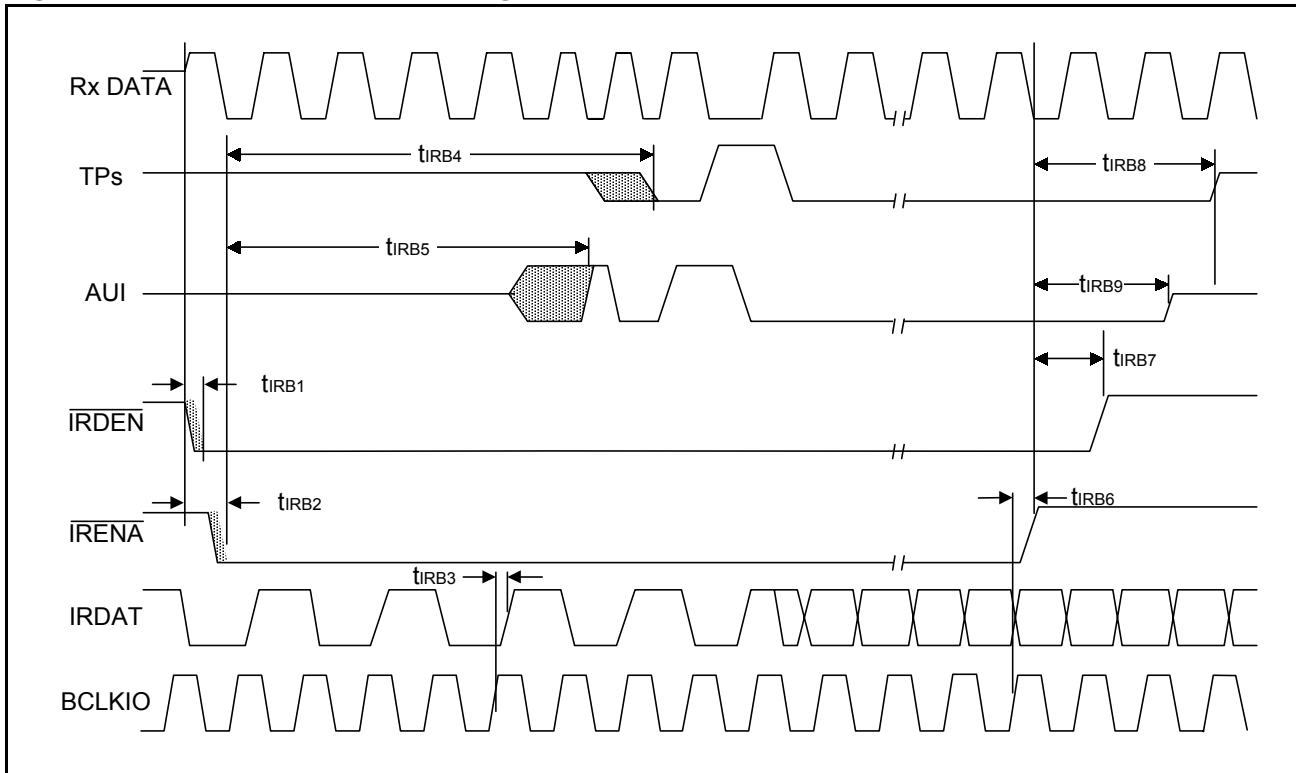 Rx DATA
tIRB4
TPs
tIRB8
tIRB5
AUI
tIRB9
tIRB7
tIRB1
IRDEN
tIRB2
tIRB6
IRENA
tIRB3
IRDAT
BCLKIO